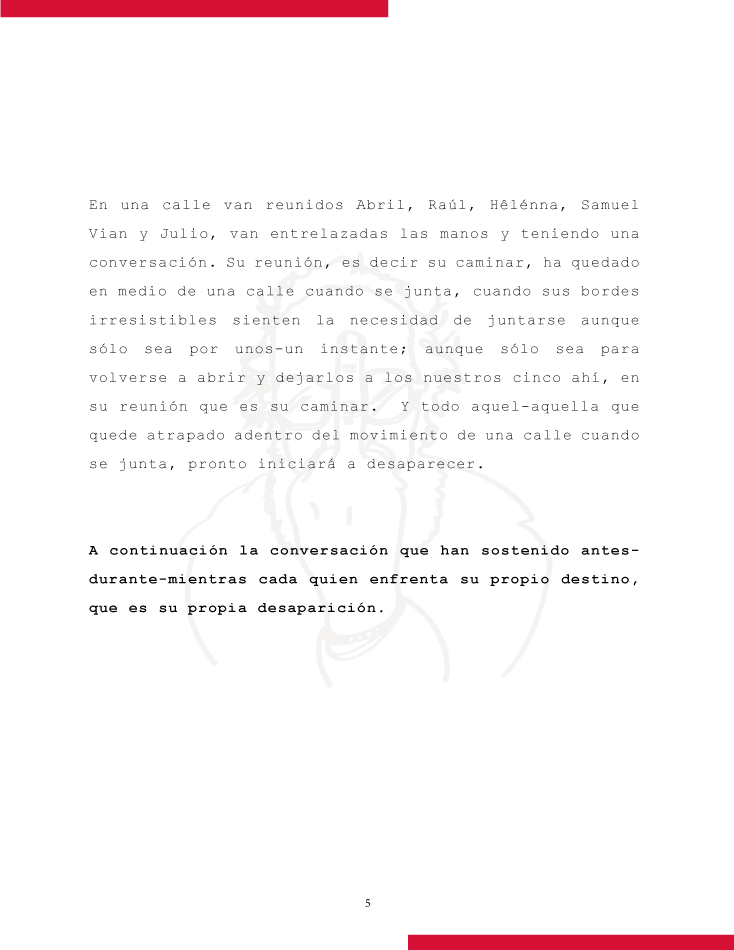 En una calle van reunidos Abril, Raúl, Hêlénna, Samuel
Vian y Julio, van entrelazadas las manos y teniendo una
conversación. Su reunión, es decir su caminar, ha quedado
en medio de una calle cuando se junta, cuando sus bordes
irresistibles sienten la necesidad de juntarse aunque
sólo sea por unos-un instante; aunque sólo sea para
volverse a abrir y dejarlos a los nuestros cinco ahí, en
su reunión que es su caminar.  Y todo aquel-aquella que
quede atrapado adentro del movimiento de una calle cuando
se junta, pronto iniciará a desaparecer.
A continuación la conversación que han sostenido antes-
durante-mientras cada quien enfrenta su propio destino,
que es su propia desaparición.
5